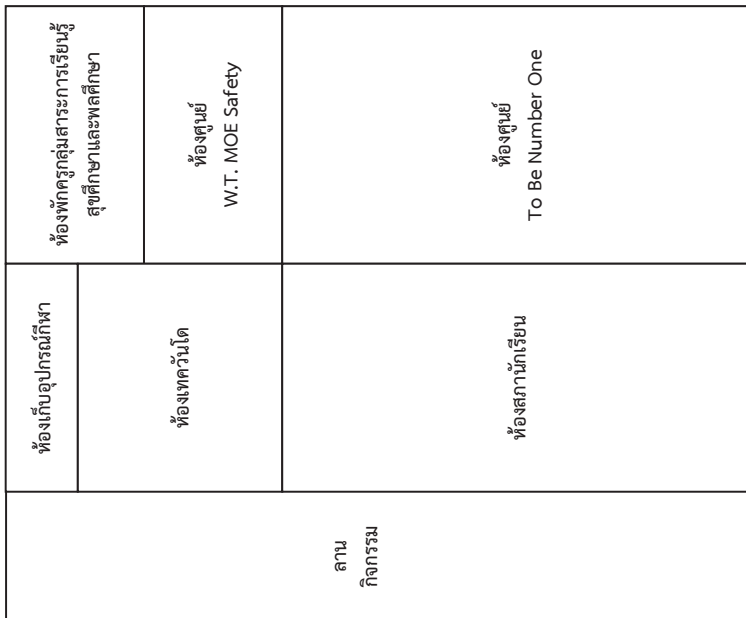 ห้องพักครูกลุ่มสาระการเรียนรู้
สุขศึกษาและพลศึกษา
ห้องศูนย์
W.T. MOE Safety
ห้องศูนย์
To Be Number One
ห้องเก็บอุปกรณ์กีฬา
ห้องเทควันโด
ห้องสภานักเรียน
ลาน
กิจกรรม